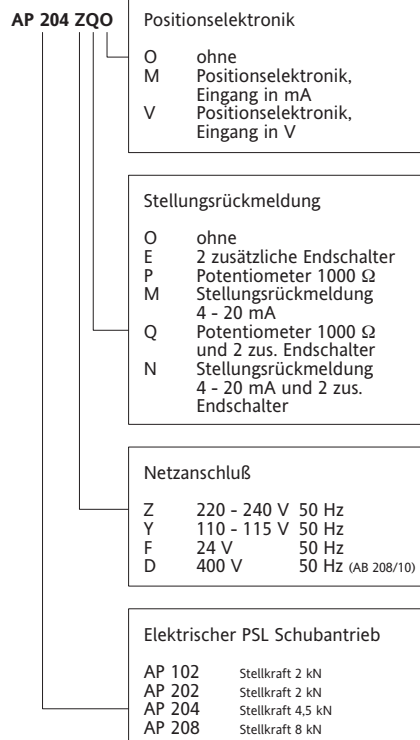 AP 204 ZQO
Positionselektronik
O ohne
M Positionselektronik,
Eingang in mA
V Positionselektronik,
Eingang in V
Stellungsrückmeldung
O ohne
E 2 zusätzliche Endschalter
P Potentiometer 1000 Ω
M Stellungsrückmeldung
4 - 20 mA
Q Potentiometer 1000 Ω
und 2 zus. Endschalter
N Stellungsrückmeldung
4 - 20 mA und 2 zus.
Endschalter
Netzanschluß
Z 220 - 240 V 50 Hz
Y 110 - 115 V 50 Hz
F 24 V 50 Hz
D 400 V 50 Hz (AB 208/10)
Elektrischer PSL Schubantrieb
AP 102 Stellkraft 2 kN
AP 202 Stellkraft 2 kN
AP 204 Stellkraft 4,5 kN
AP 208 Stellkraft 8 kN